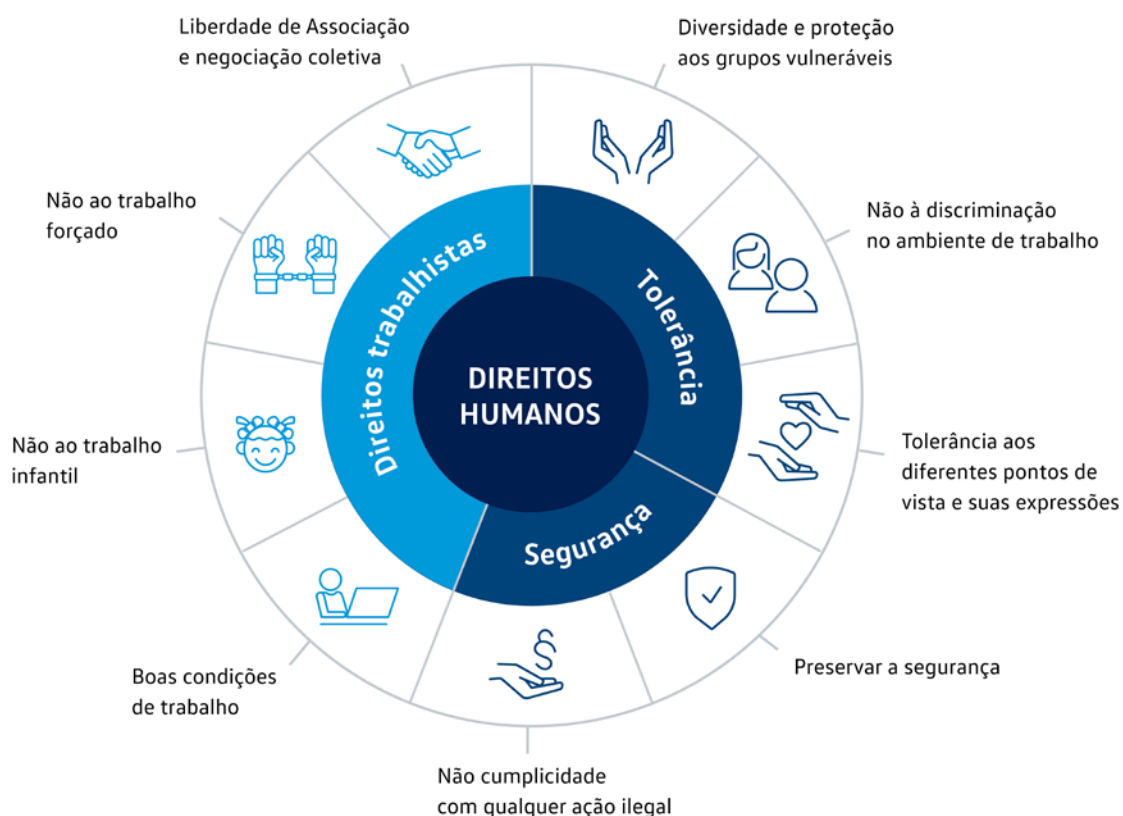 Liberdade de Associação
e negociação coletiva
Diversidade e proteção
aos grupos vulneráveis
Não ao trabalho
forçado
Não à discriminação
no ambiente de trabalho
Direitos trabalhistas
Tolerância
DIREITOS
HUMANOS
Segurança
Não ao trabalho
infantil
Tolerância aos
diferentes pontos de
vista e suas expressões
Boas condições
de trabalho
Preservar a segurança
Não cumplicidade
com qualquer ação ilegal